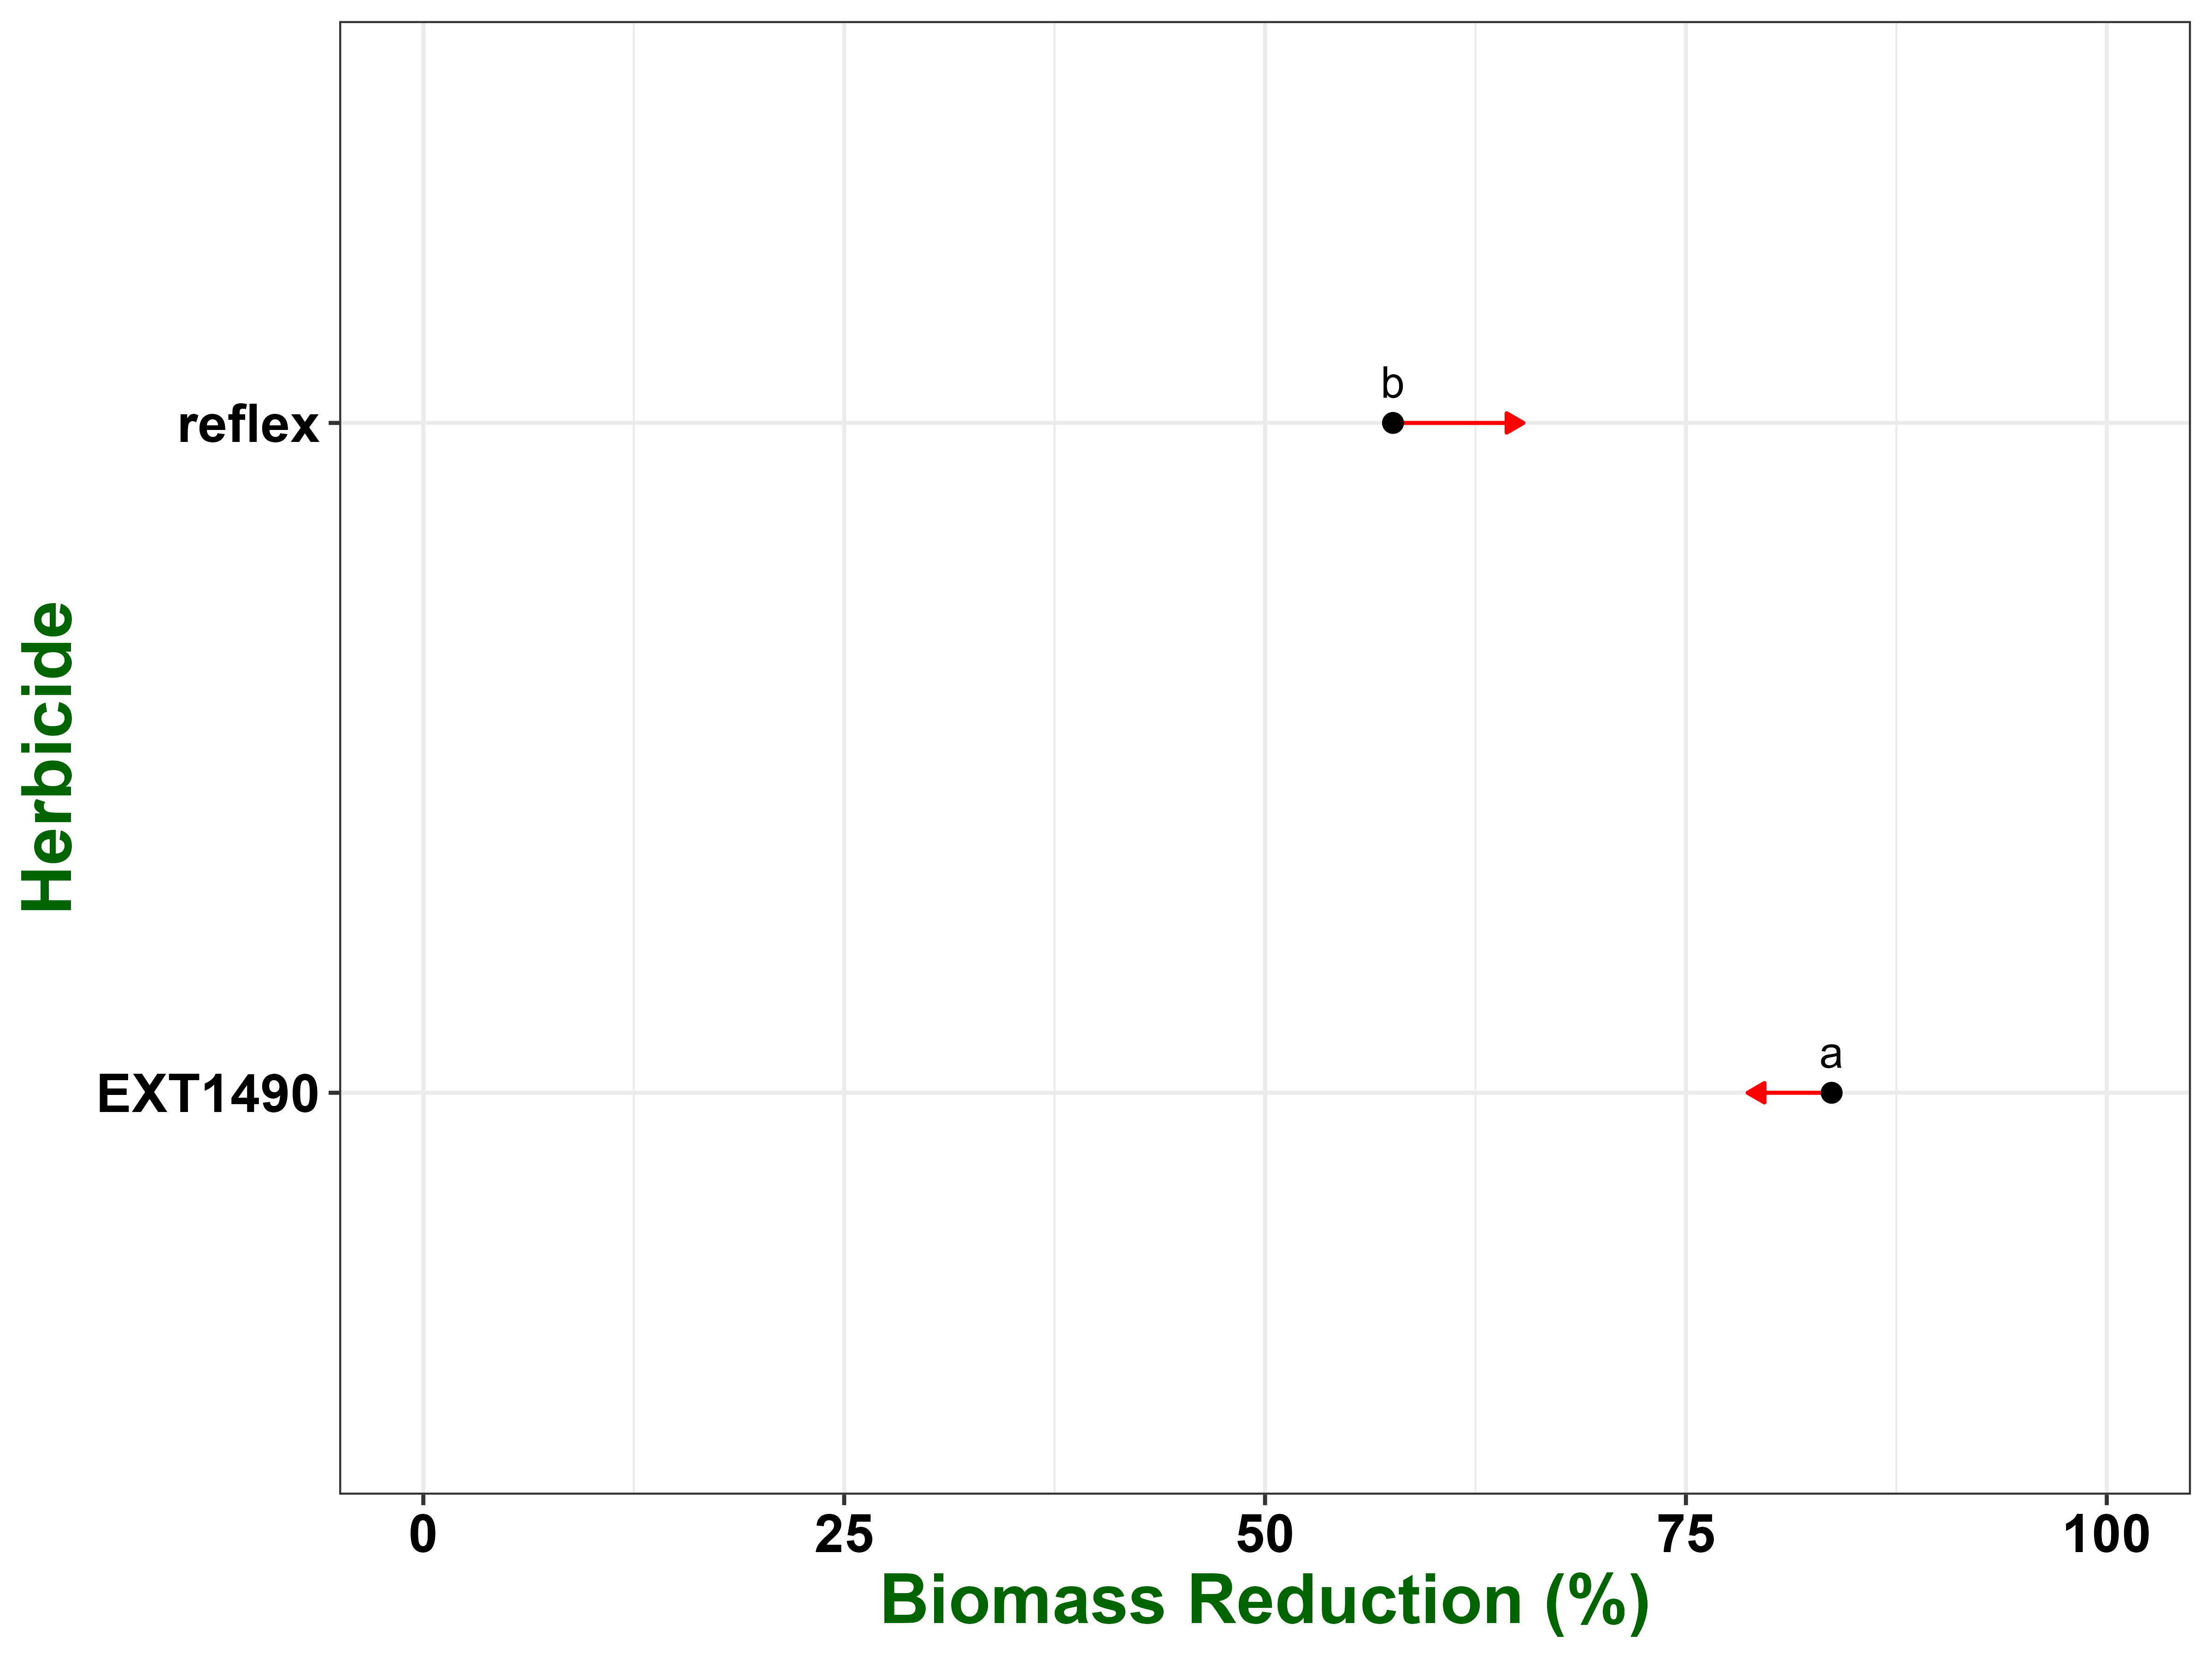 Herbicide
reflex
b
EXT1490
a
0 25 50 75 100
Biomass Reduction (%)